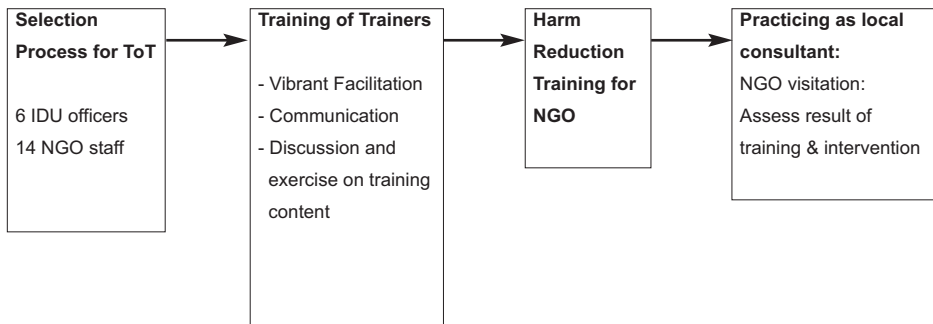 Selection
Process for ToT
6 IDU officers
14 NGO staff
Training of Trainers
- Vibrant Facilitation
- Communication
- Discussion and
exercise on training
content
Harm
Reduction
Training for
NGO
Practicing as local
consultant:
NGO visitation:
Assess result of
training & intervention